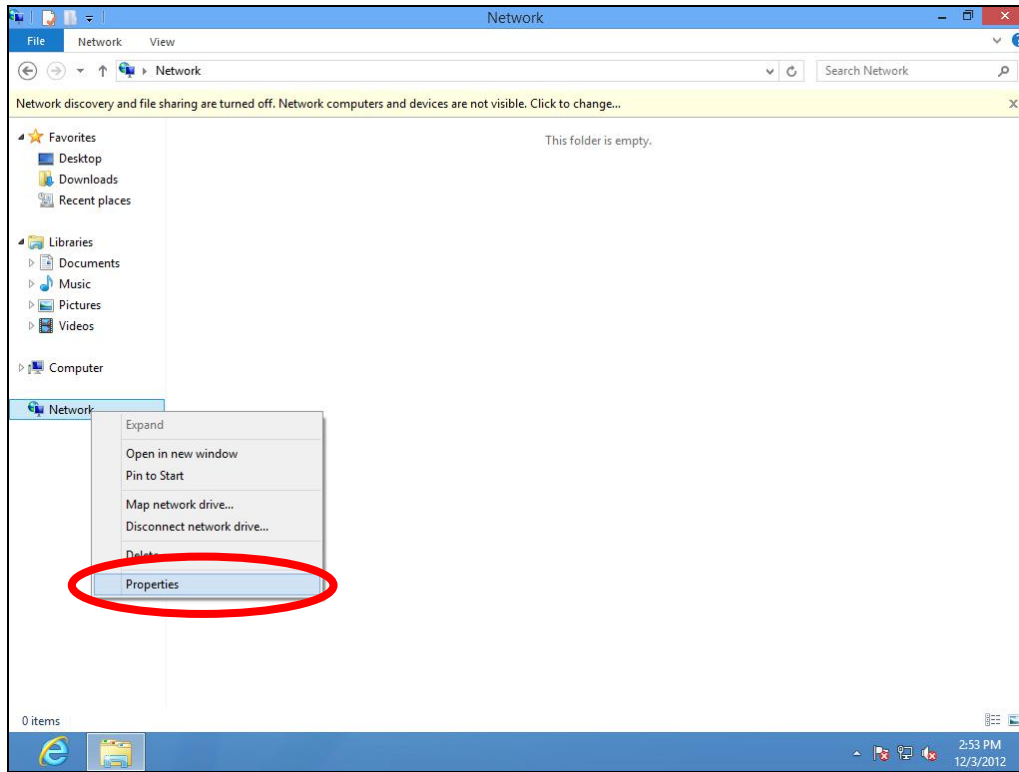 Network
File Network View
Network
Search Network
Network discovery and file sharing are turned off. Network computers and devices are not visible. Click to change...
Favorites
This folder is empty.
Desktop
Downloads
Recent places
Libraries
Documents
Music
Pictures
Videos
Computer
Network
Expand
Open in new window
Pin to Start
Map network drive...
Disconnect network drive...
Delete
Properties
0 items
2:53 PM
12/3/2012